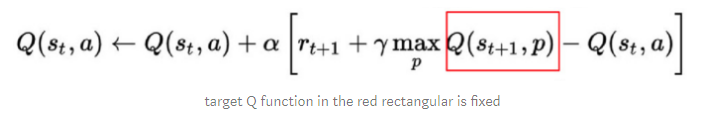 Q(s_t, a) ← Q(s_t, a) + α [r_{t+1} + γ max_p Q(s_{t+1}, p) − Q(s_t, a)]
target Q function in the red rectangular is fixed